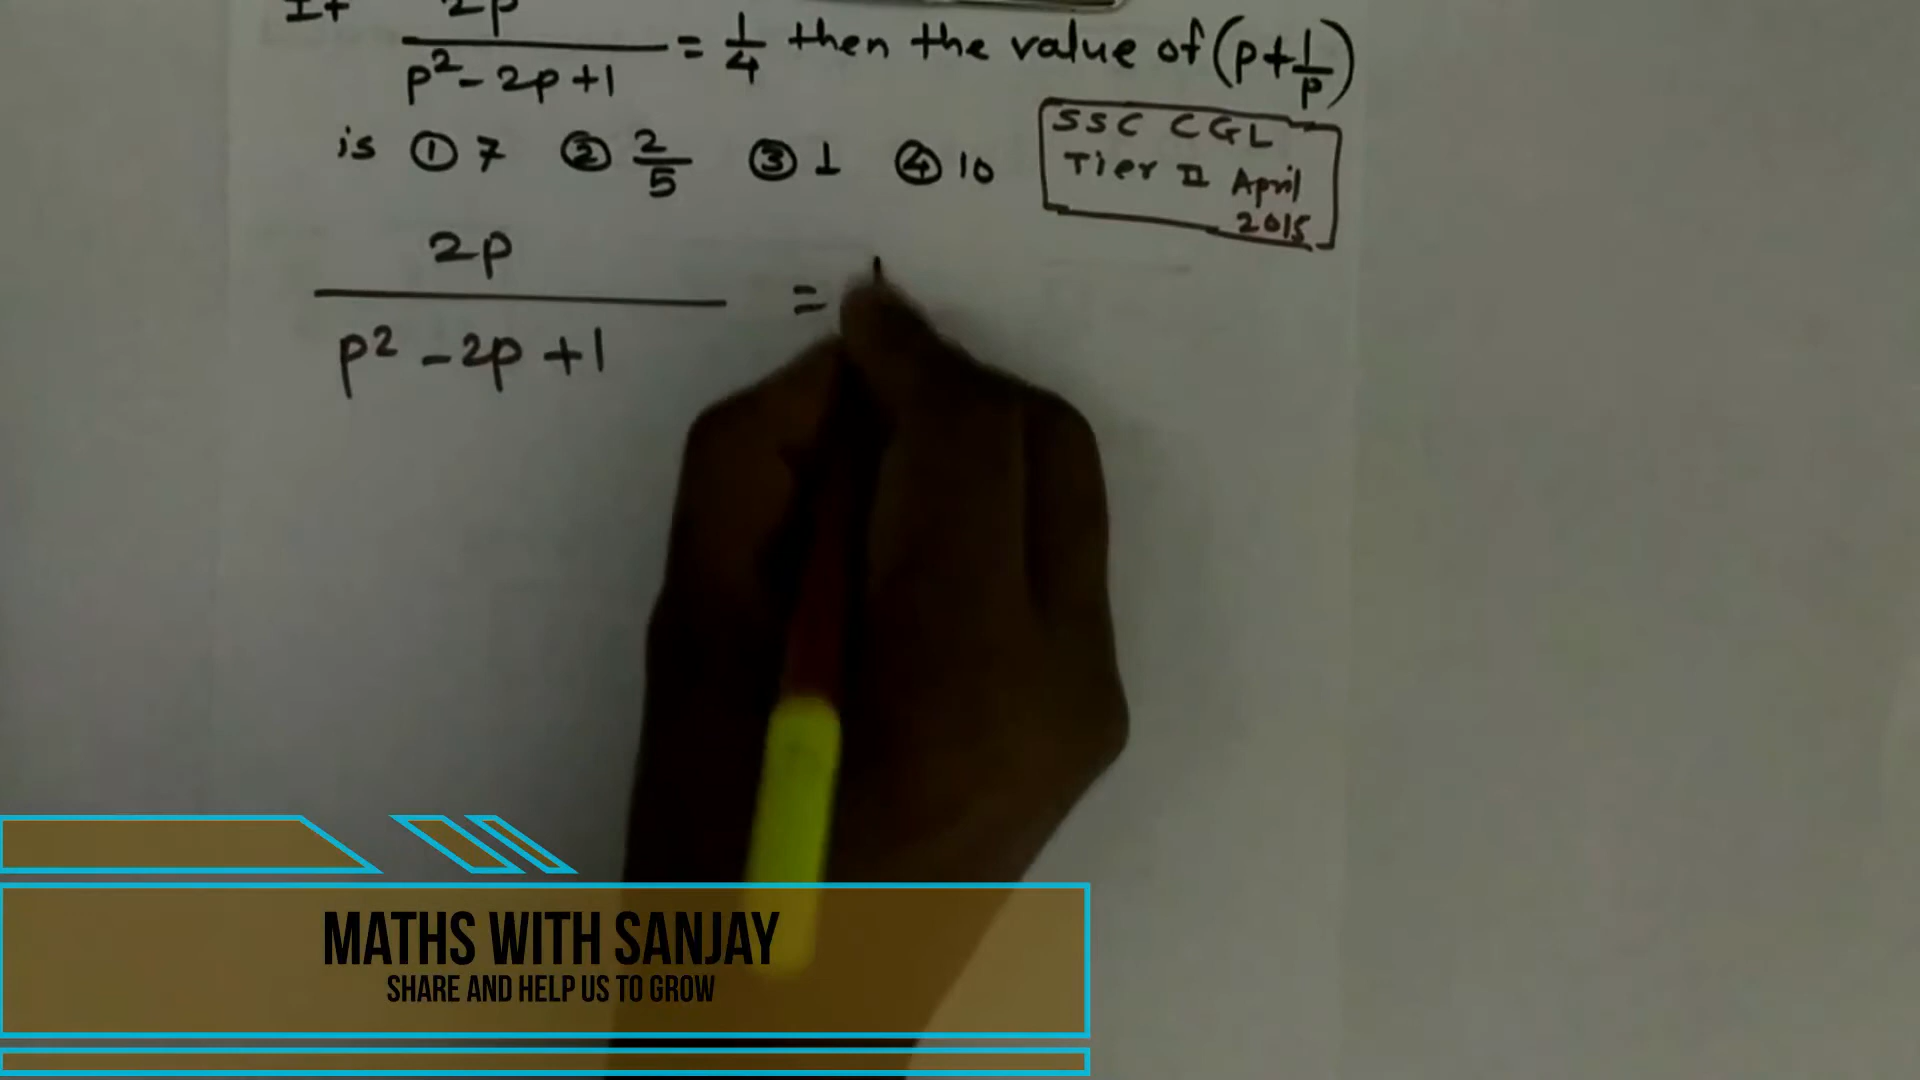 If 2p
p²-2p+1 = 1/4 then the value of (p+1/p)
is ① 7 ② 2/5 ③ 1 ④ 10
SSC CGL
Tier II April
2015
2p
=
p² -2p +1
MATHS WITH SANJAY
SHARE AND HELP US TO GROW